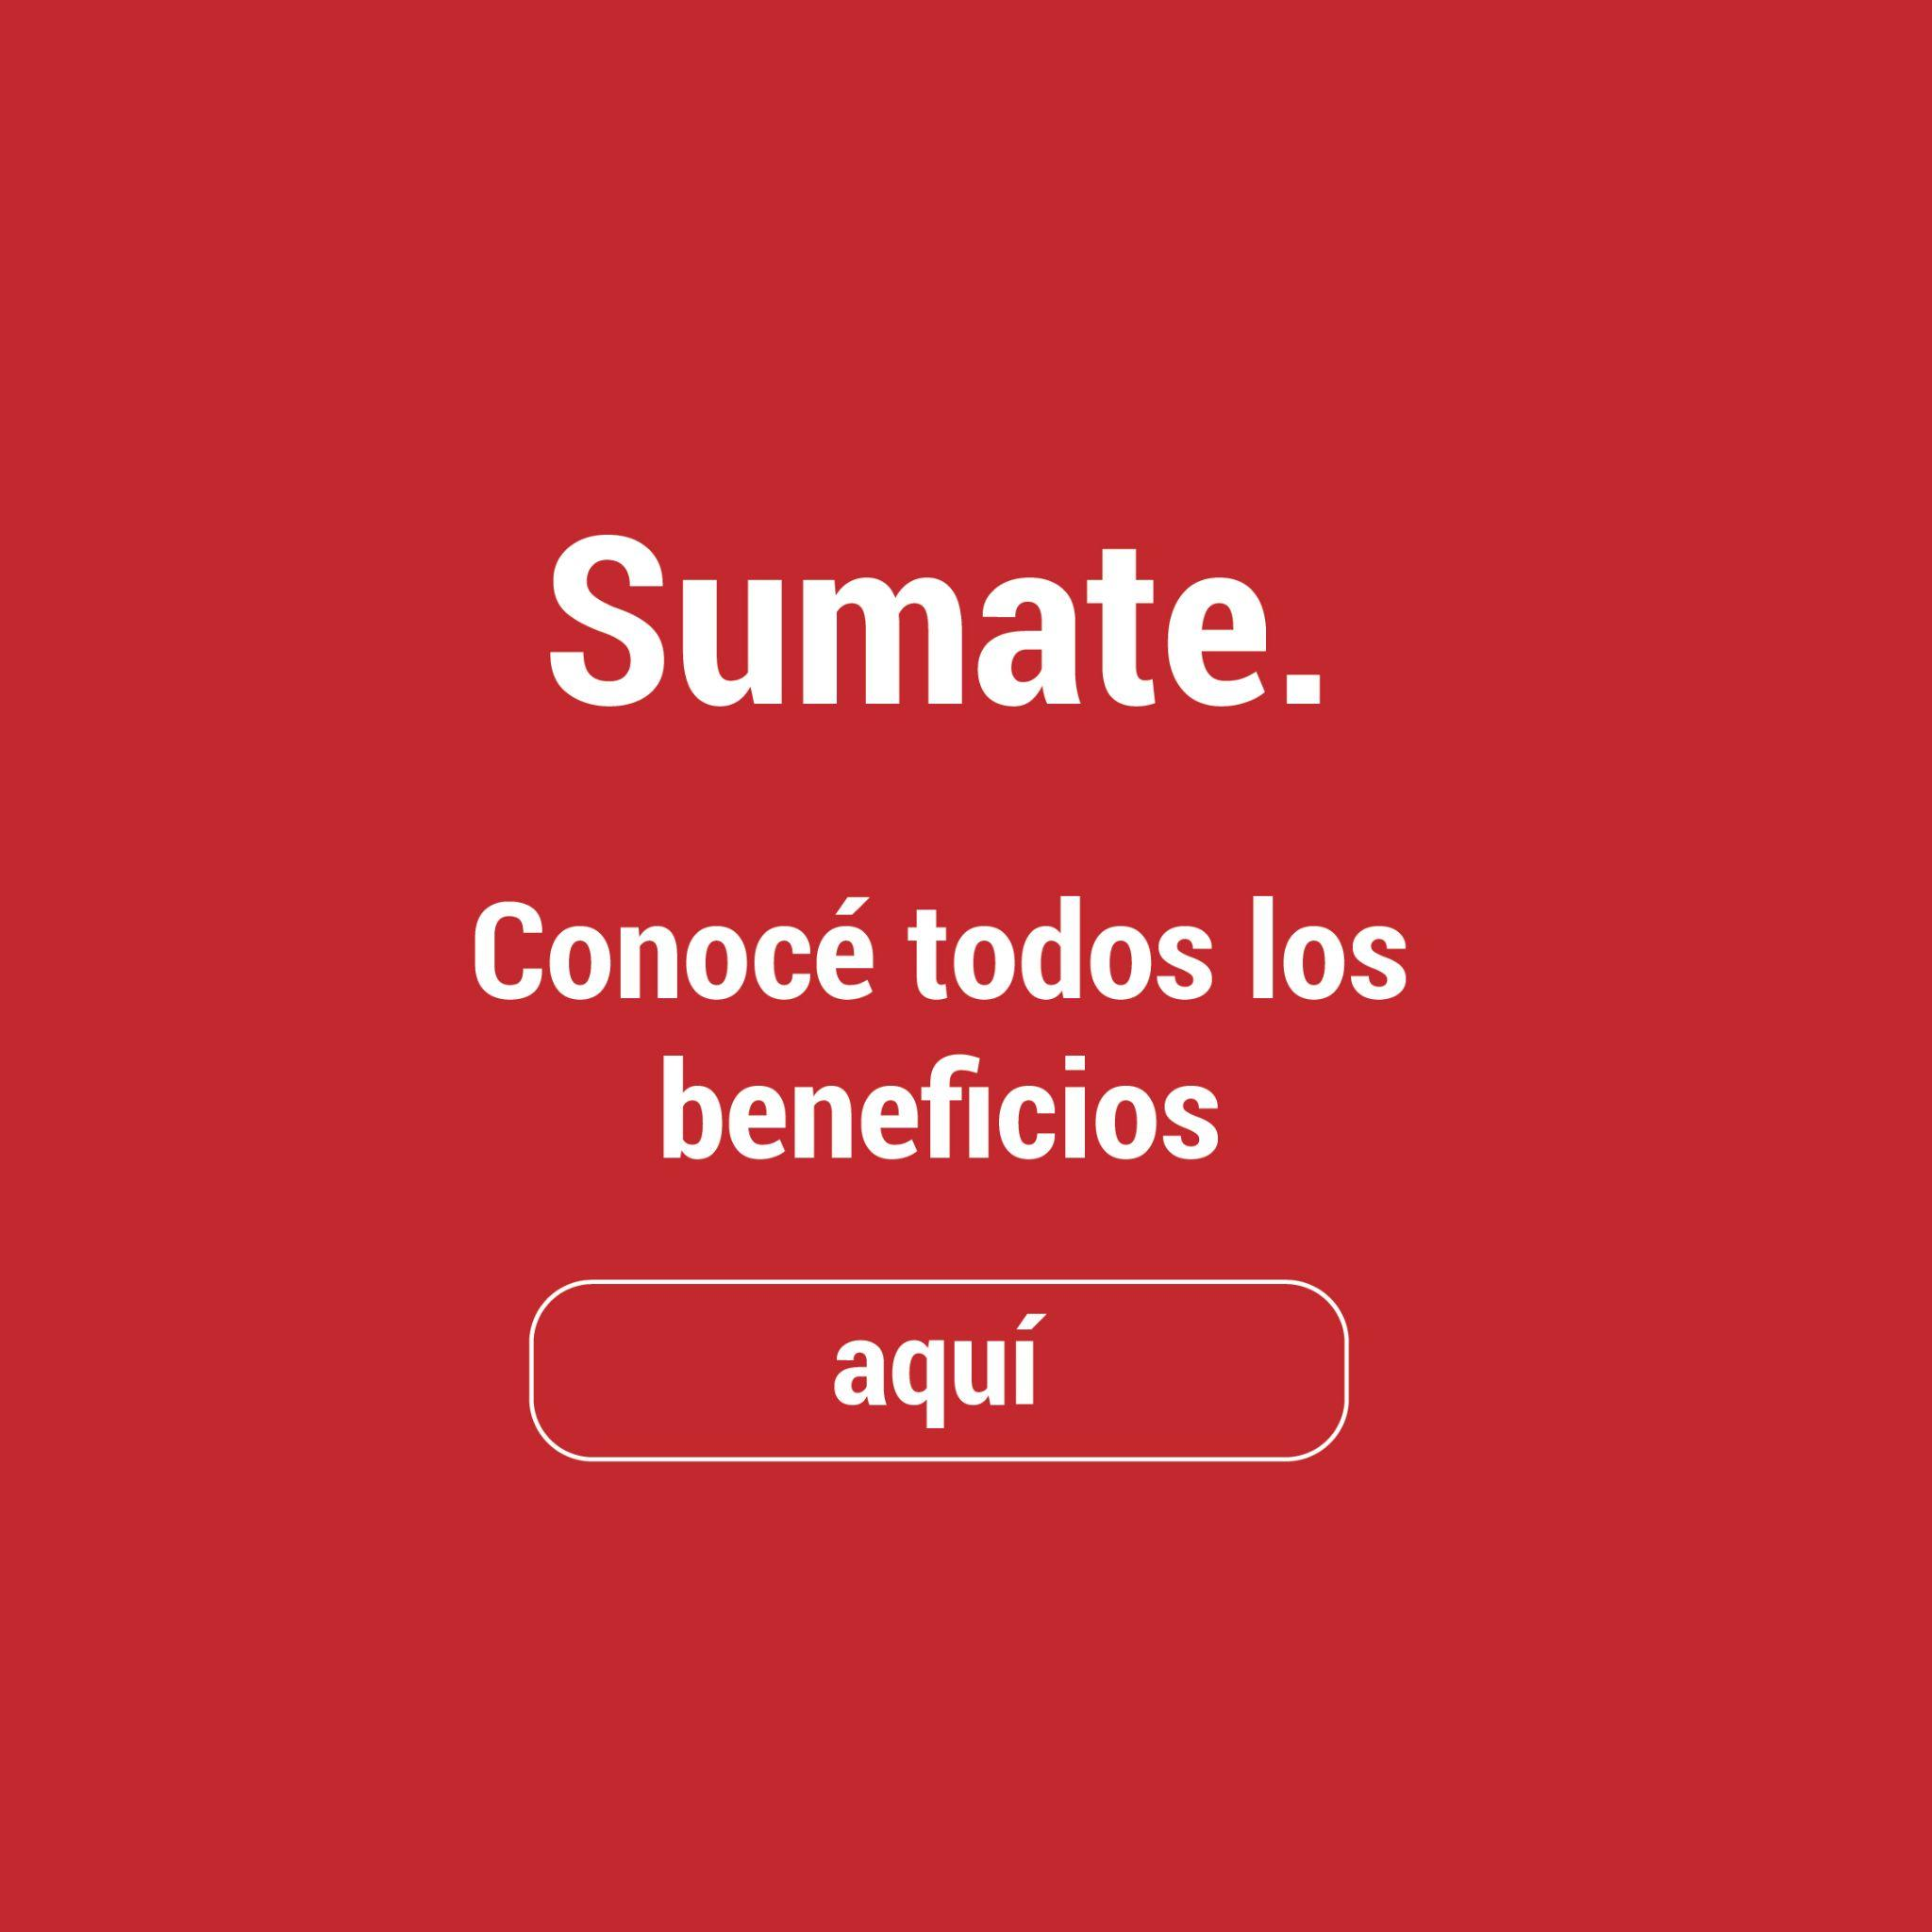 Sumate.
Conocé todos los
beneficios
aquí